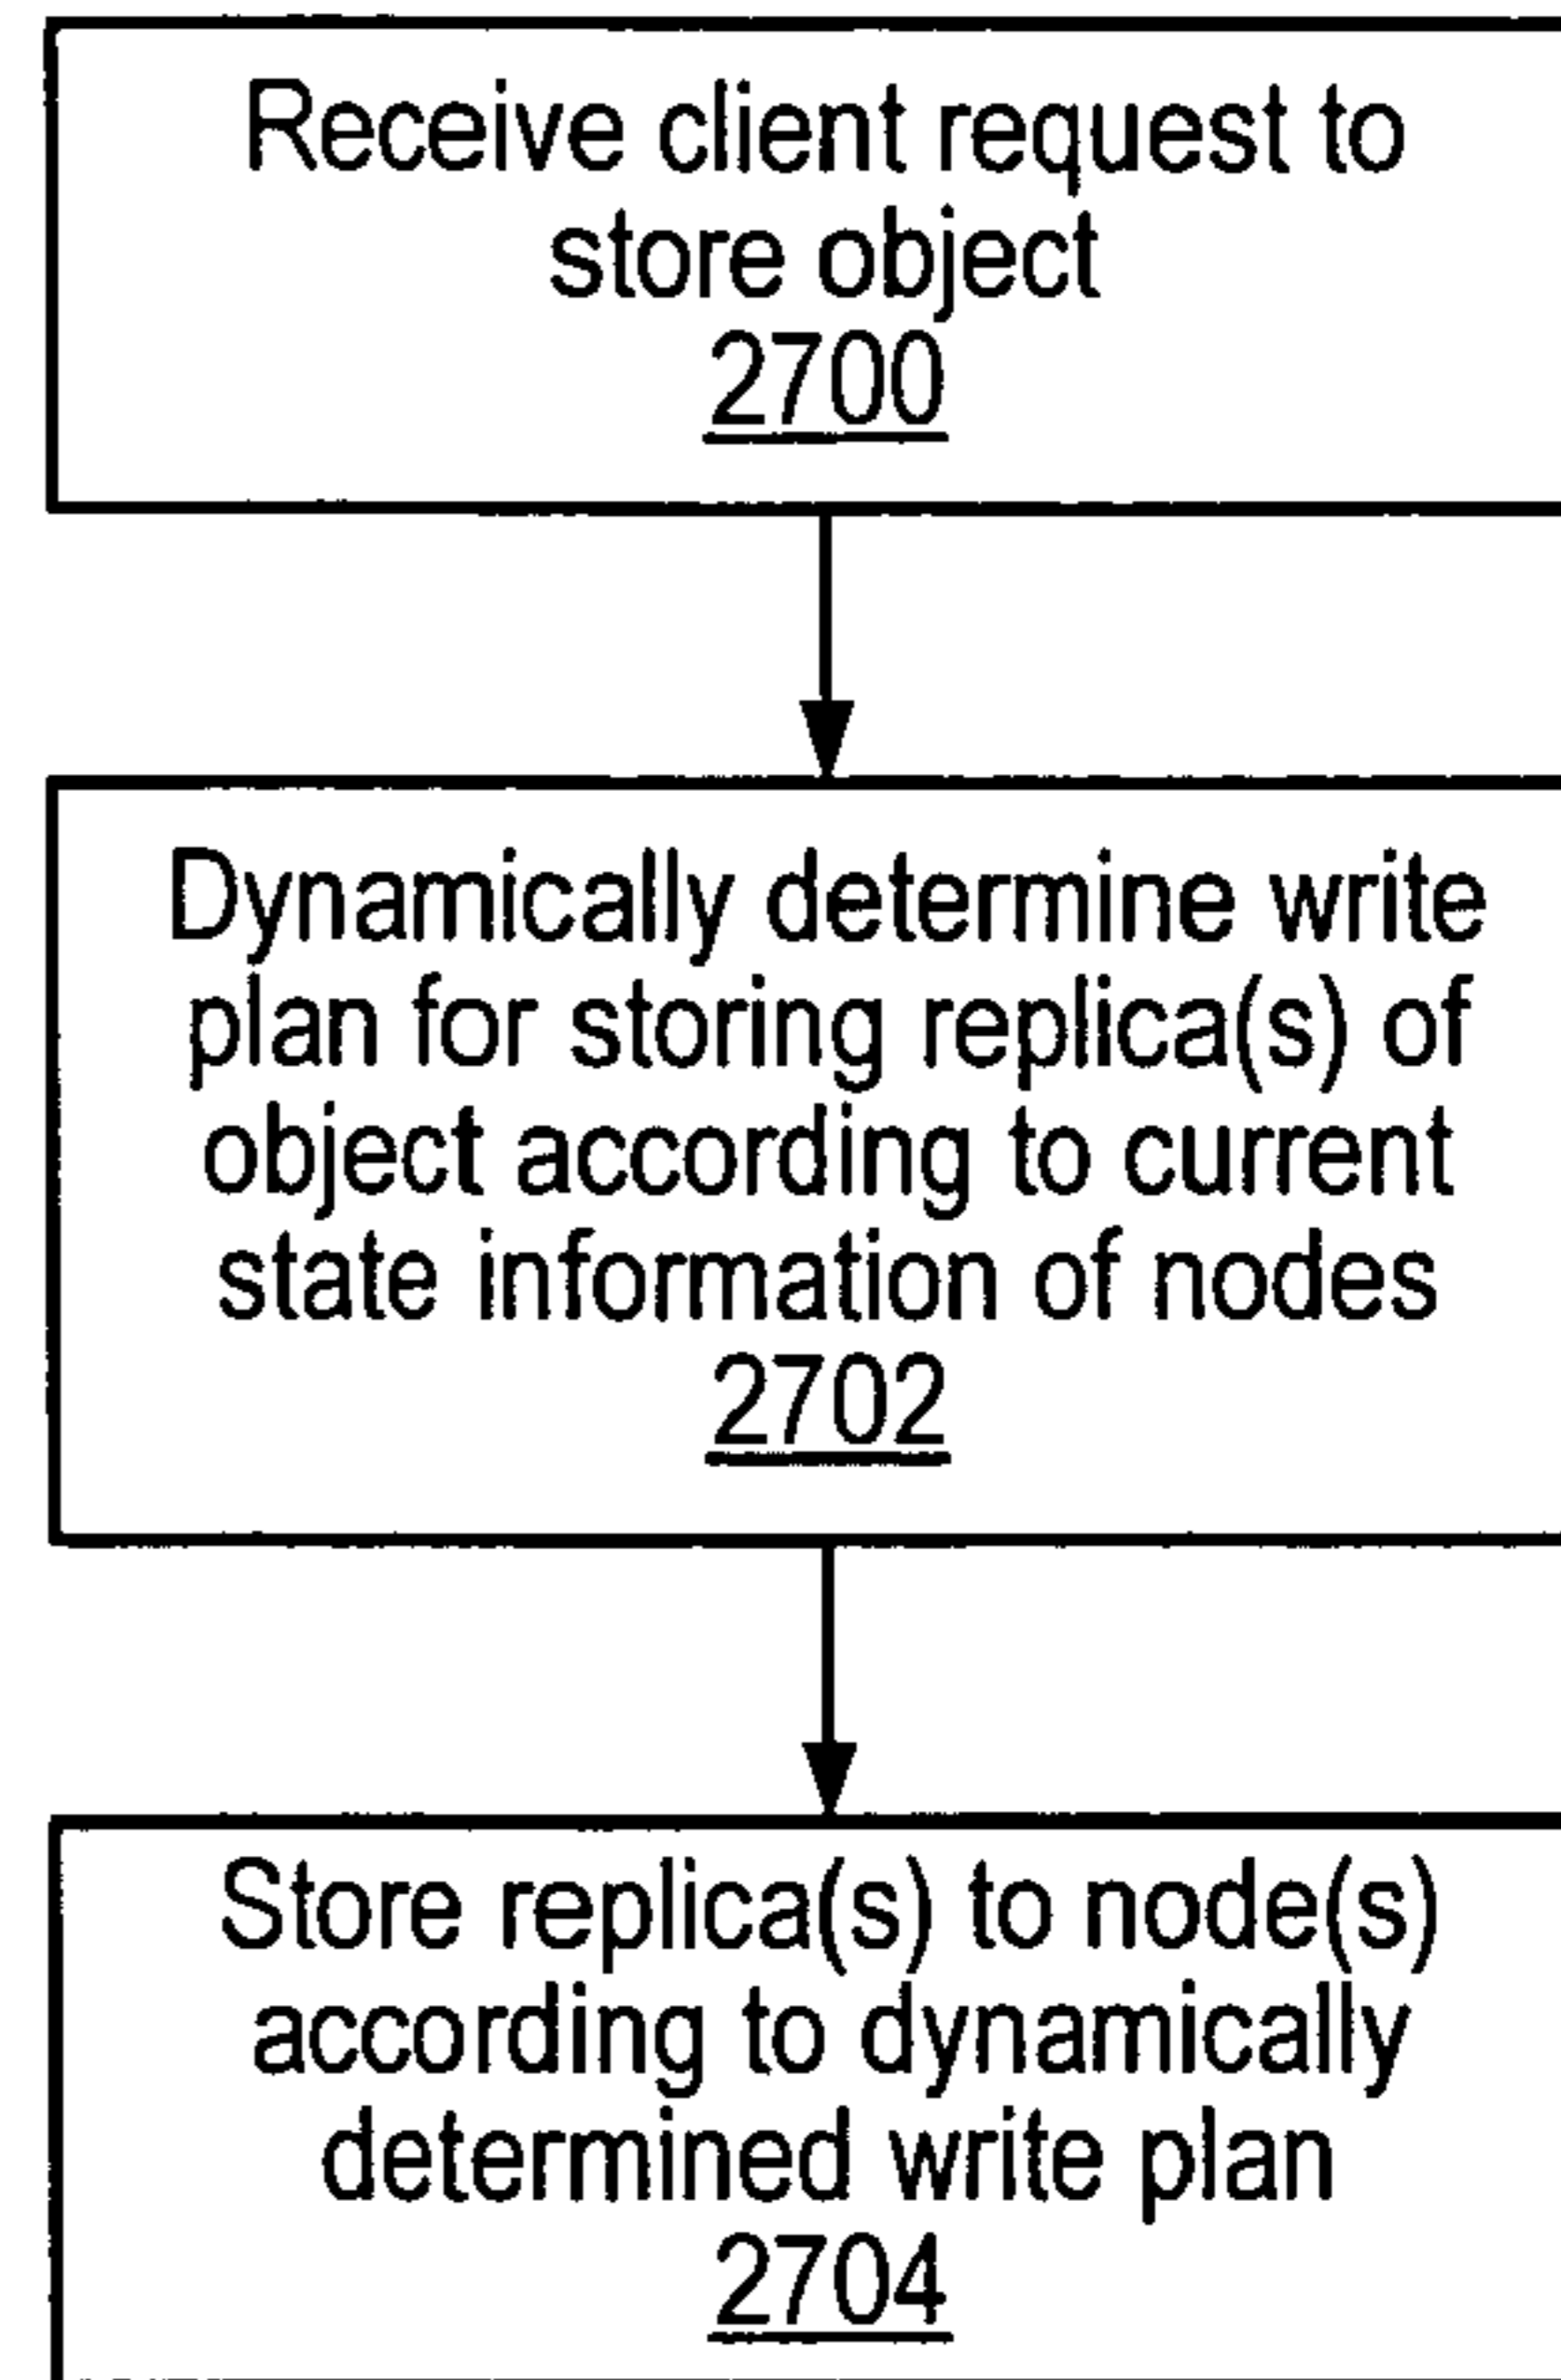 Receive client request to
store object
2700
Dynamically determine write
plan for storing replica(s) of
object according to current
state information of nodes
2702
Store replica(s) to node(s)
according to dynamically
determined write plan
2704